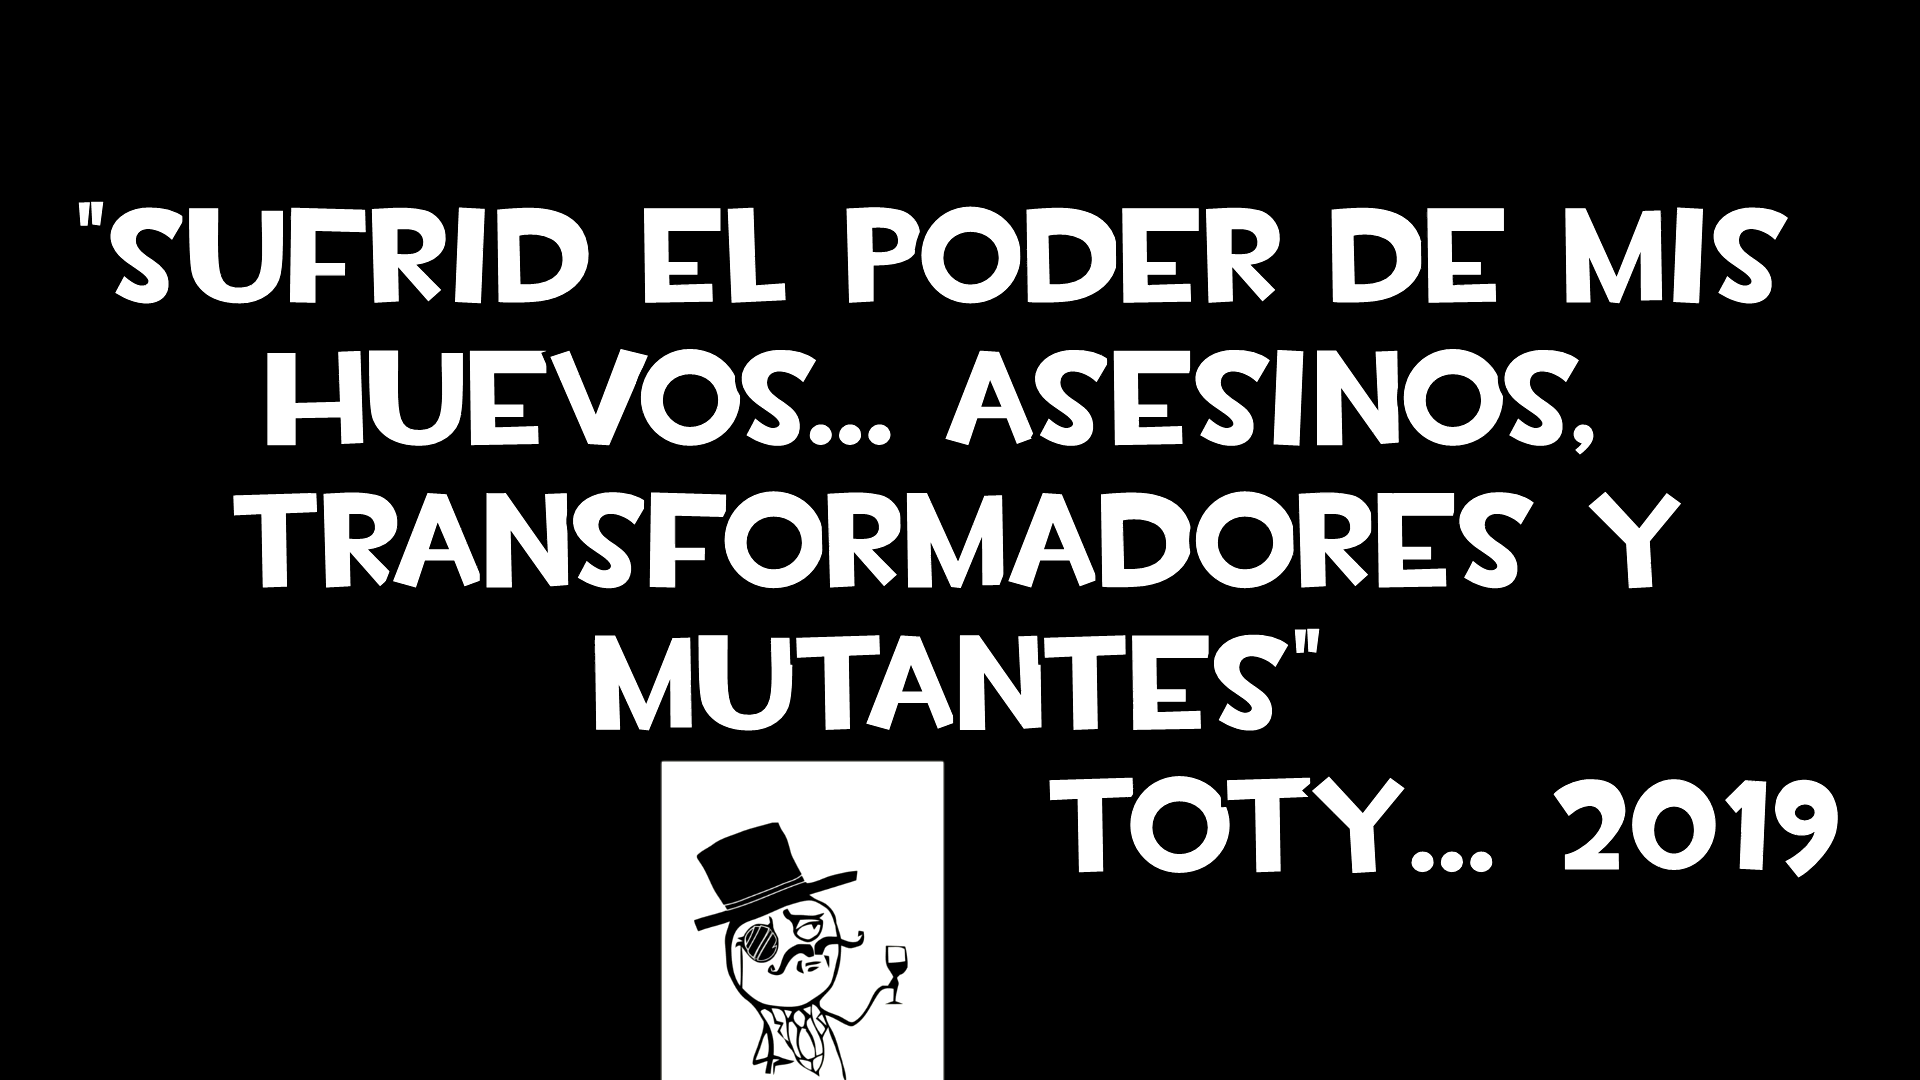 "SUFRID EL PODER DE MIS
HUEVOS... ASESINOS,
TRANSFORMADORES Y
MUTANTES"
TOTY... 2019